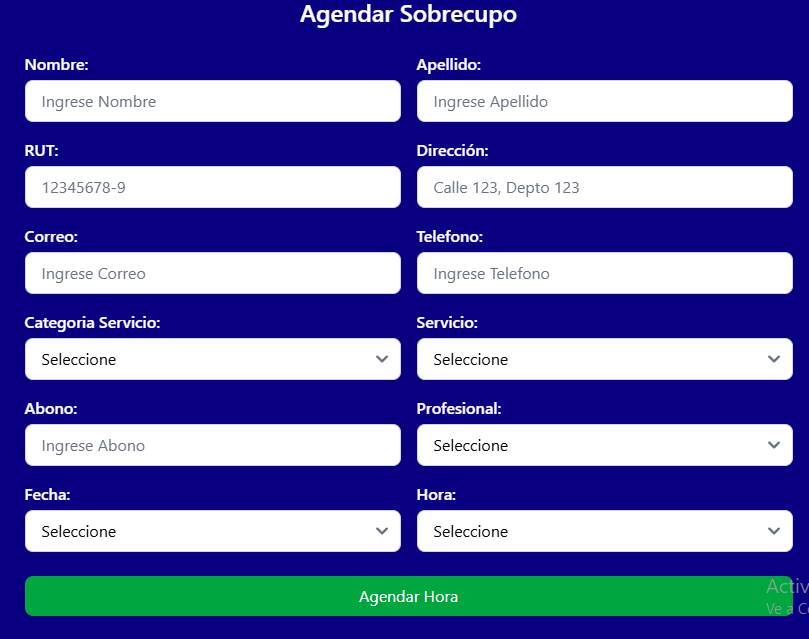 Agendar Sobrecupo
Nombre: Apellido:
Ingrese Nombre Ingrese Apellido
RUT: Dirección:
12345678-9 Calle 123, Depto 123
Correo: Telefono:
Ingrese Correo Ingrese Telefono
Categoria Servicio: Servicio:
Seleccione Seleccione
Abono: Profesional:
Ingrese Abono Seleccione
Fecha: Hora:
Seleccione Seleccione
Agendar Hora
Ve a